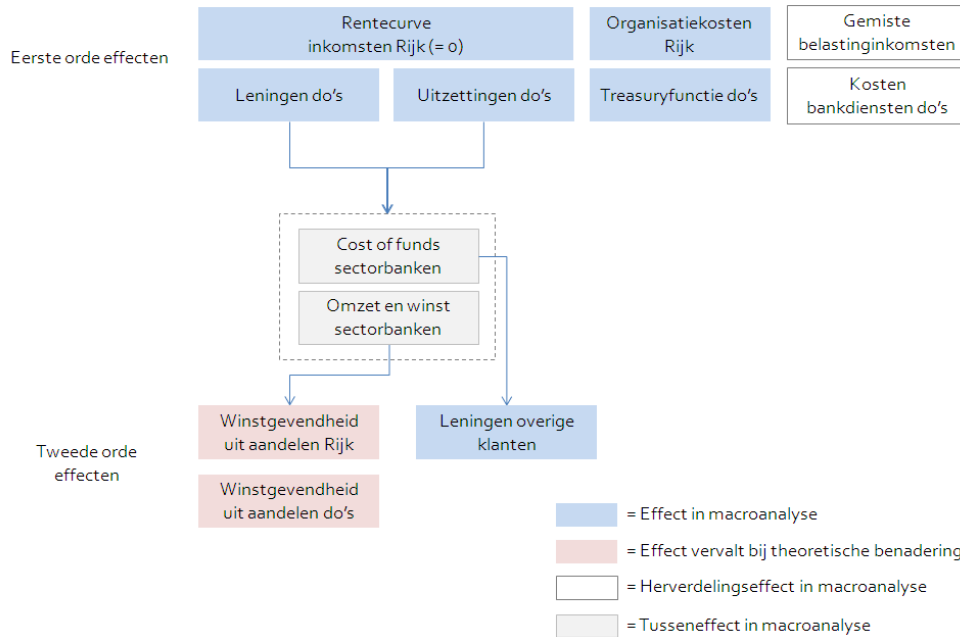 Eerste orde effecten
Rentecurve
inkomsten Rijk (= 0)
Organisatiekosten
Rijk
Gemiste
belastinginkomsten
Leningen do's
Uitzettingen do's
Treasuryfunctie do's
Kosten
bankdiensten do's
Cost of funds
sectorbanken
Omzet en winst
sectorbanken
Tweede orde
effecten
Winstgevendheid
uit aandelen Rijk
Leningen overige
klanten
Winstgevendheid
uit aandelen do's
= Effect in macroanalyse
= Effect vervalt bij theoretische benadering
= Herverdelingseffect in macroanalyse
= Tusseneffect in macroanalyse